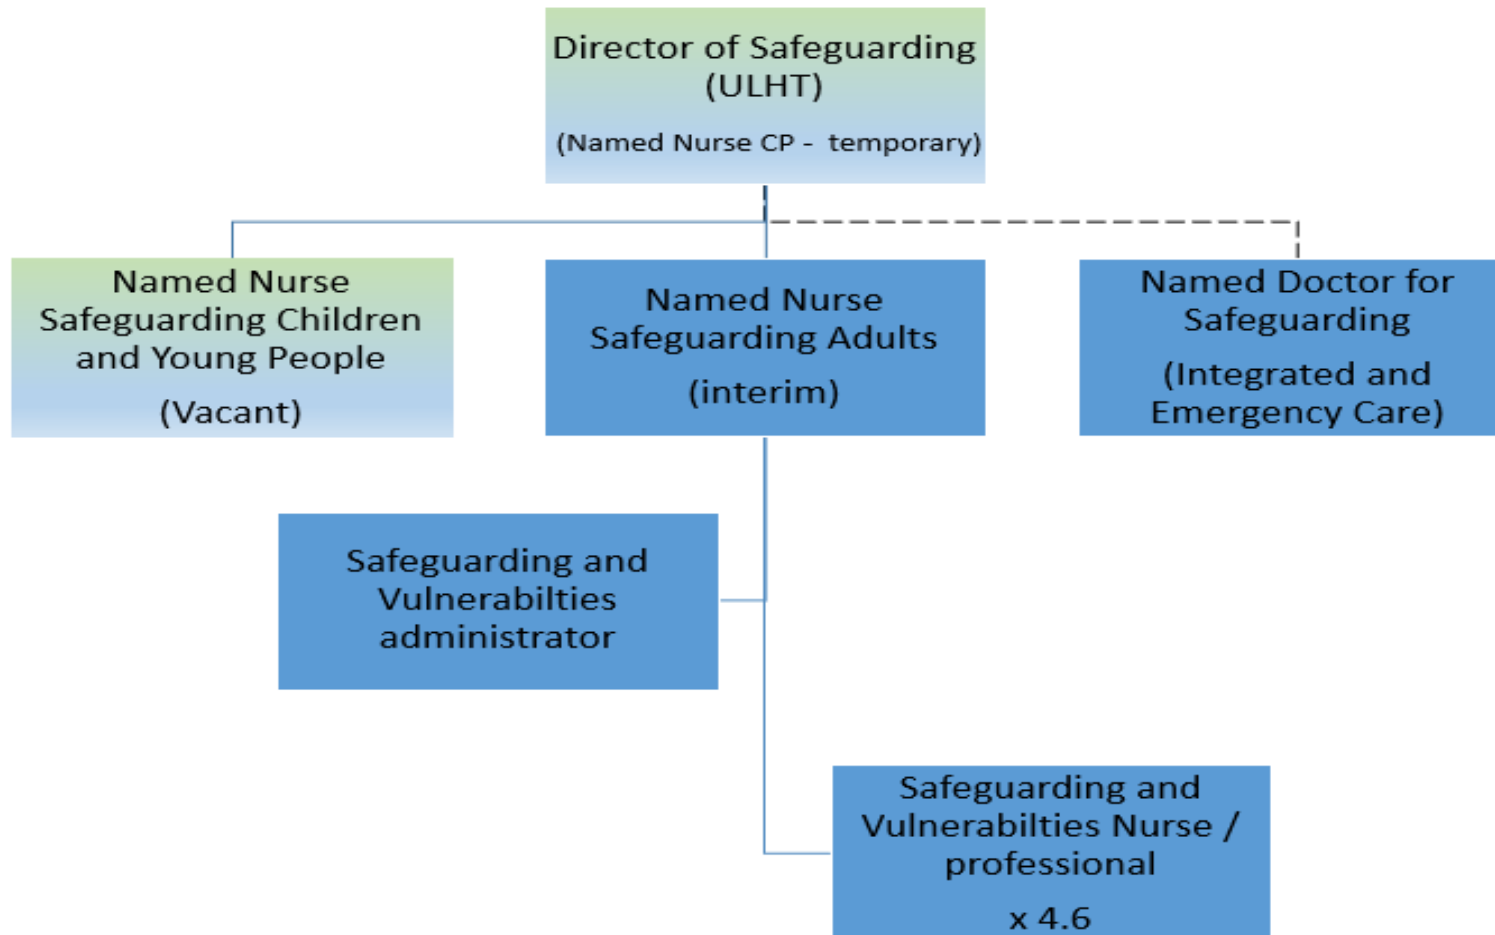 Director of Safeguarding
(ULHT)
(Named Nurse CP - temporary)
Named Nurse
Safeguarding Children
and Young People
(Vacant)
Named Nurse
Safeguarding Adults
(interim)
Named Doctor for
Safeguarding
(Integrated and
Emergency Care)
Safeguarding and
Vulnerabilties
administrator
Safeguarding and
Vulnerabilties Nurse /
professional
x 4.6